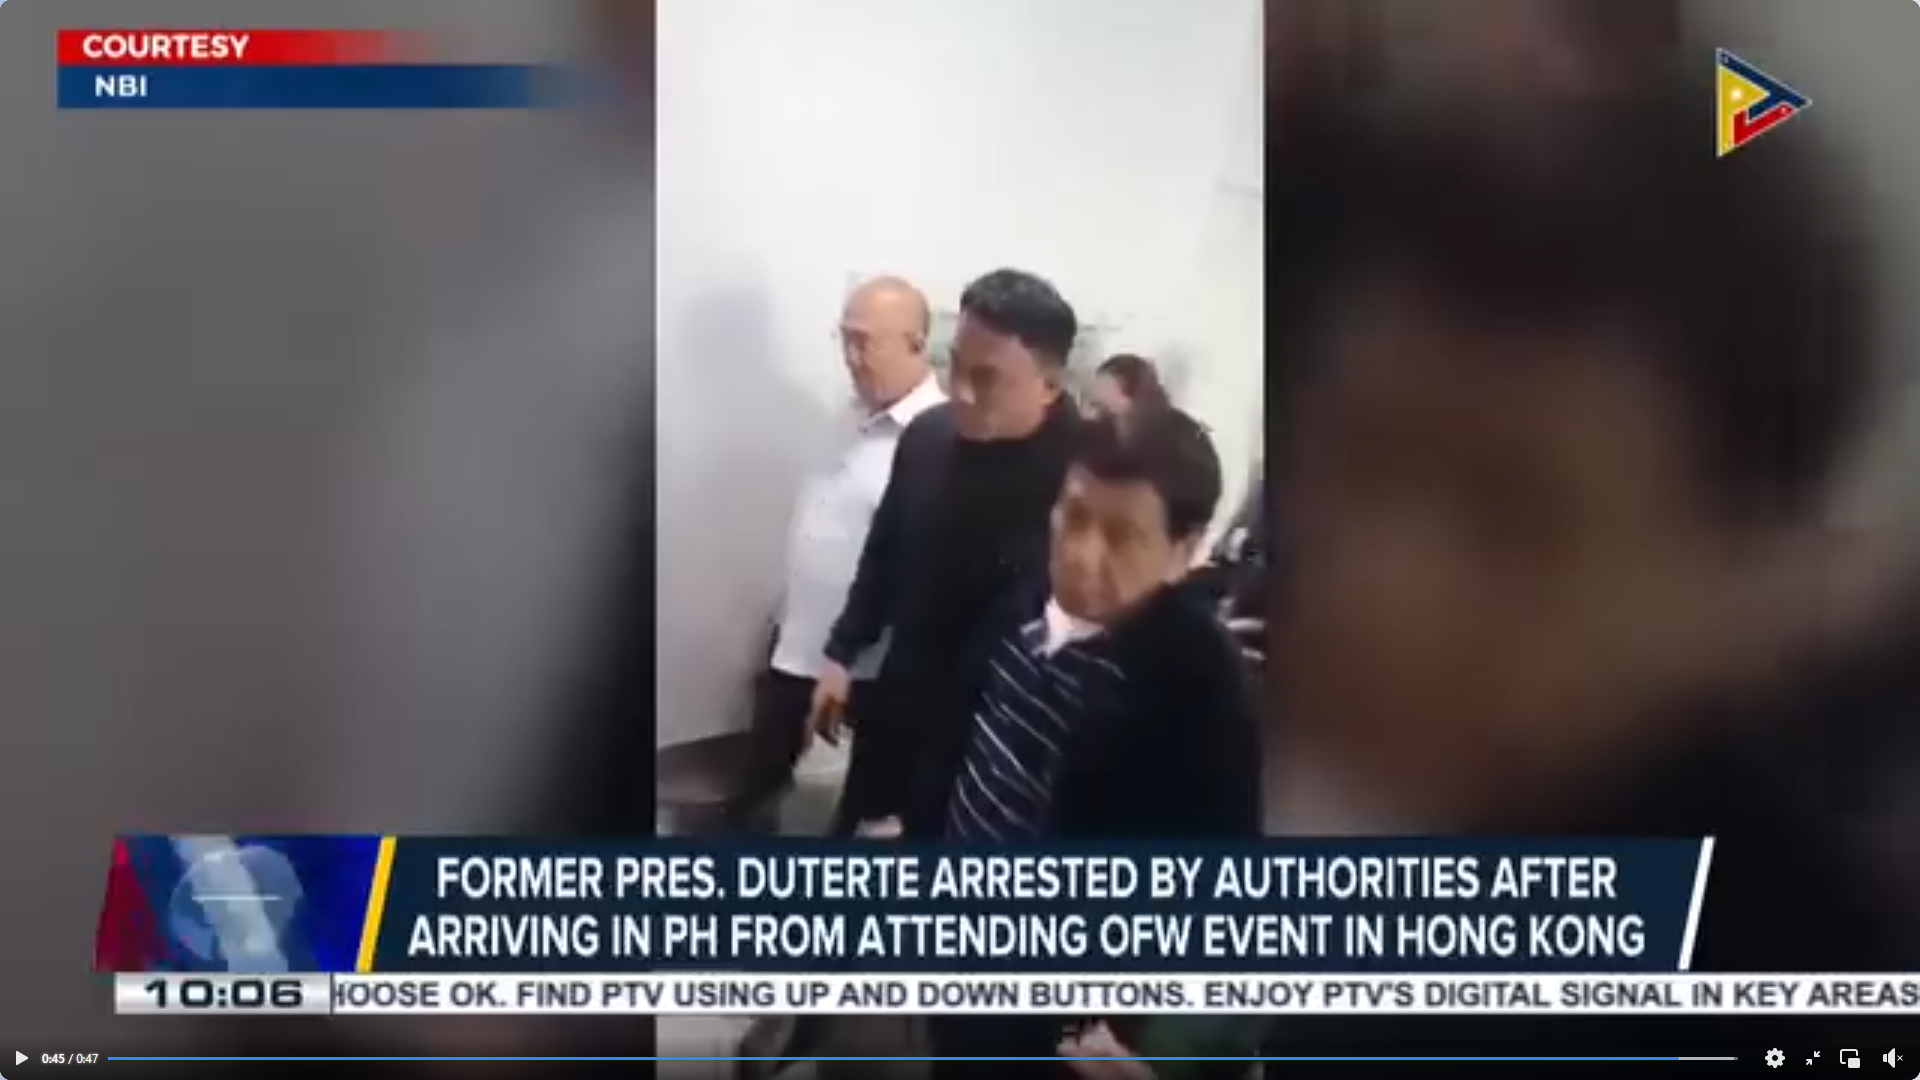 COURTESY
NBI
FORMER PRES. DUTERTE ARRESTED BY AUTHORITIES AFTER
ARRIVING IN PH FROM ATTENDING OFW EVENT IN HONG KONG
10:06
HOOSE OK. FIND PTV USING UP AND DOWN BUTTONS. ENJOY PTV'S DIGITAL SIGNAL IN KEY AREAS
0:45 / 0:47